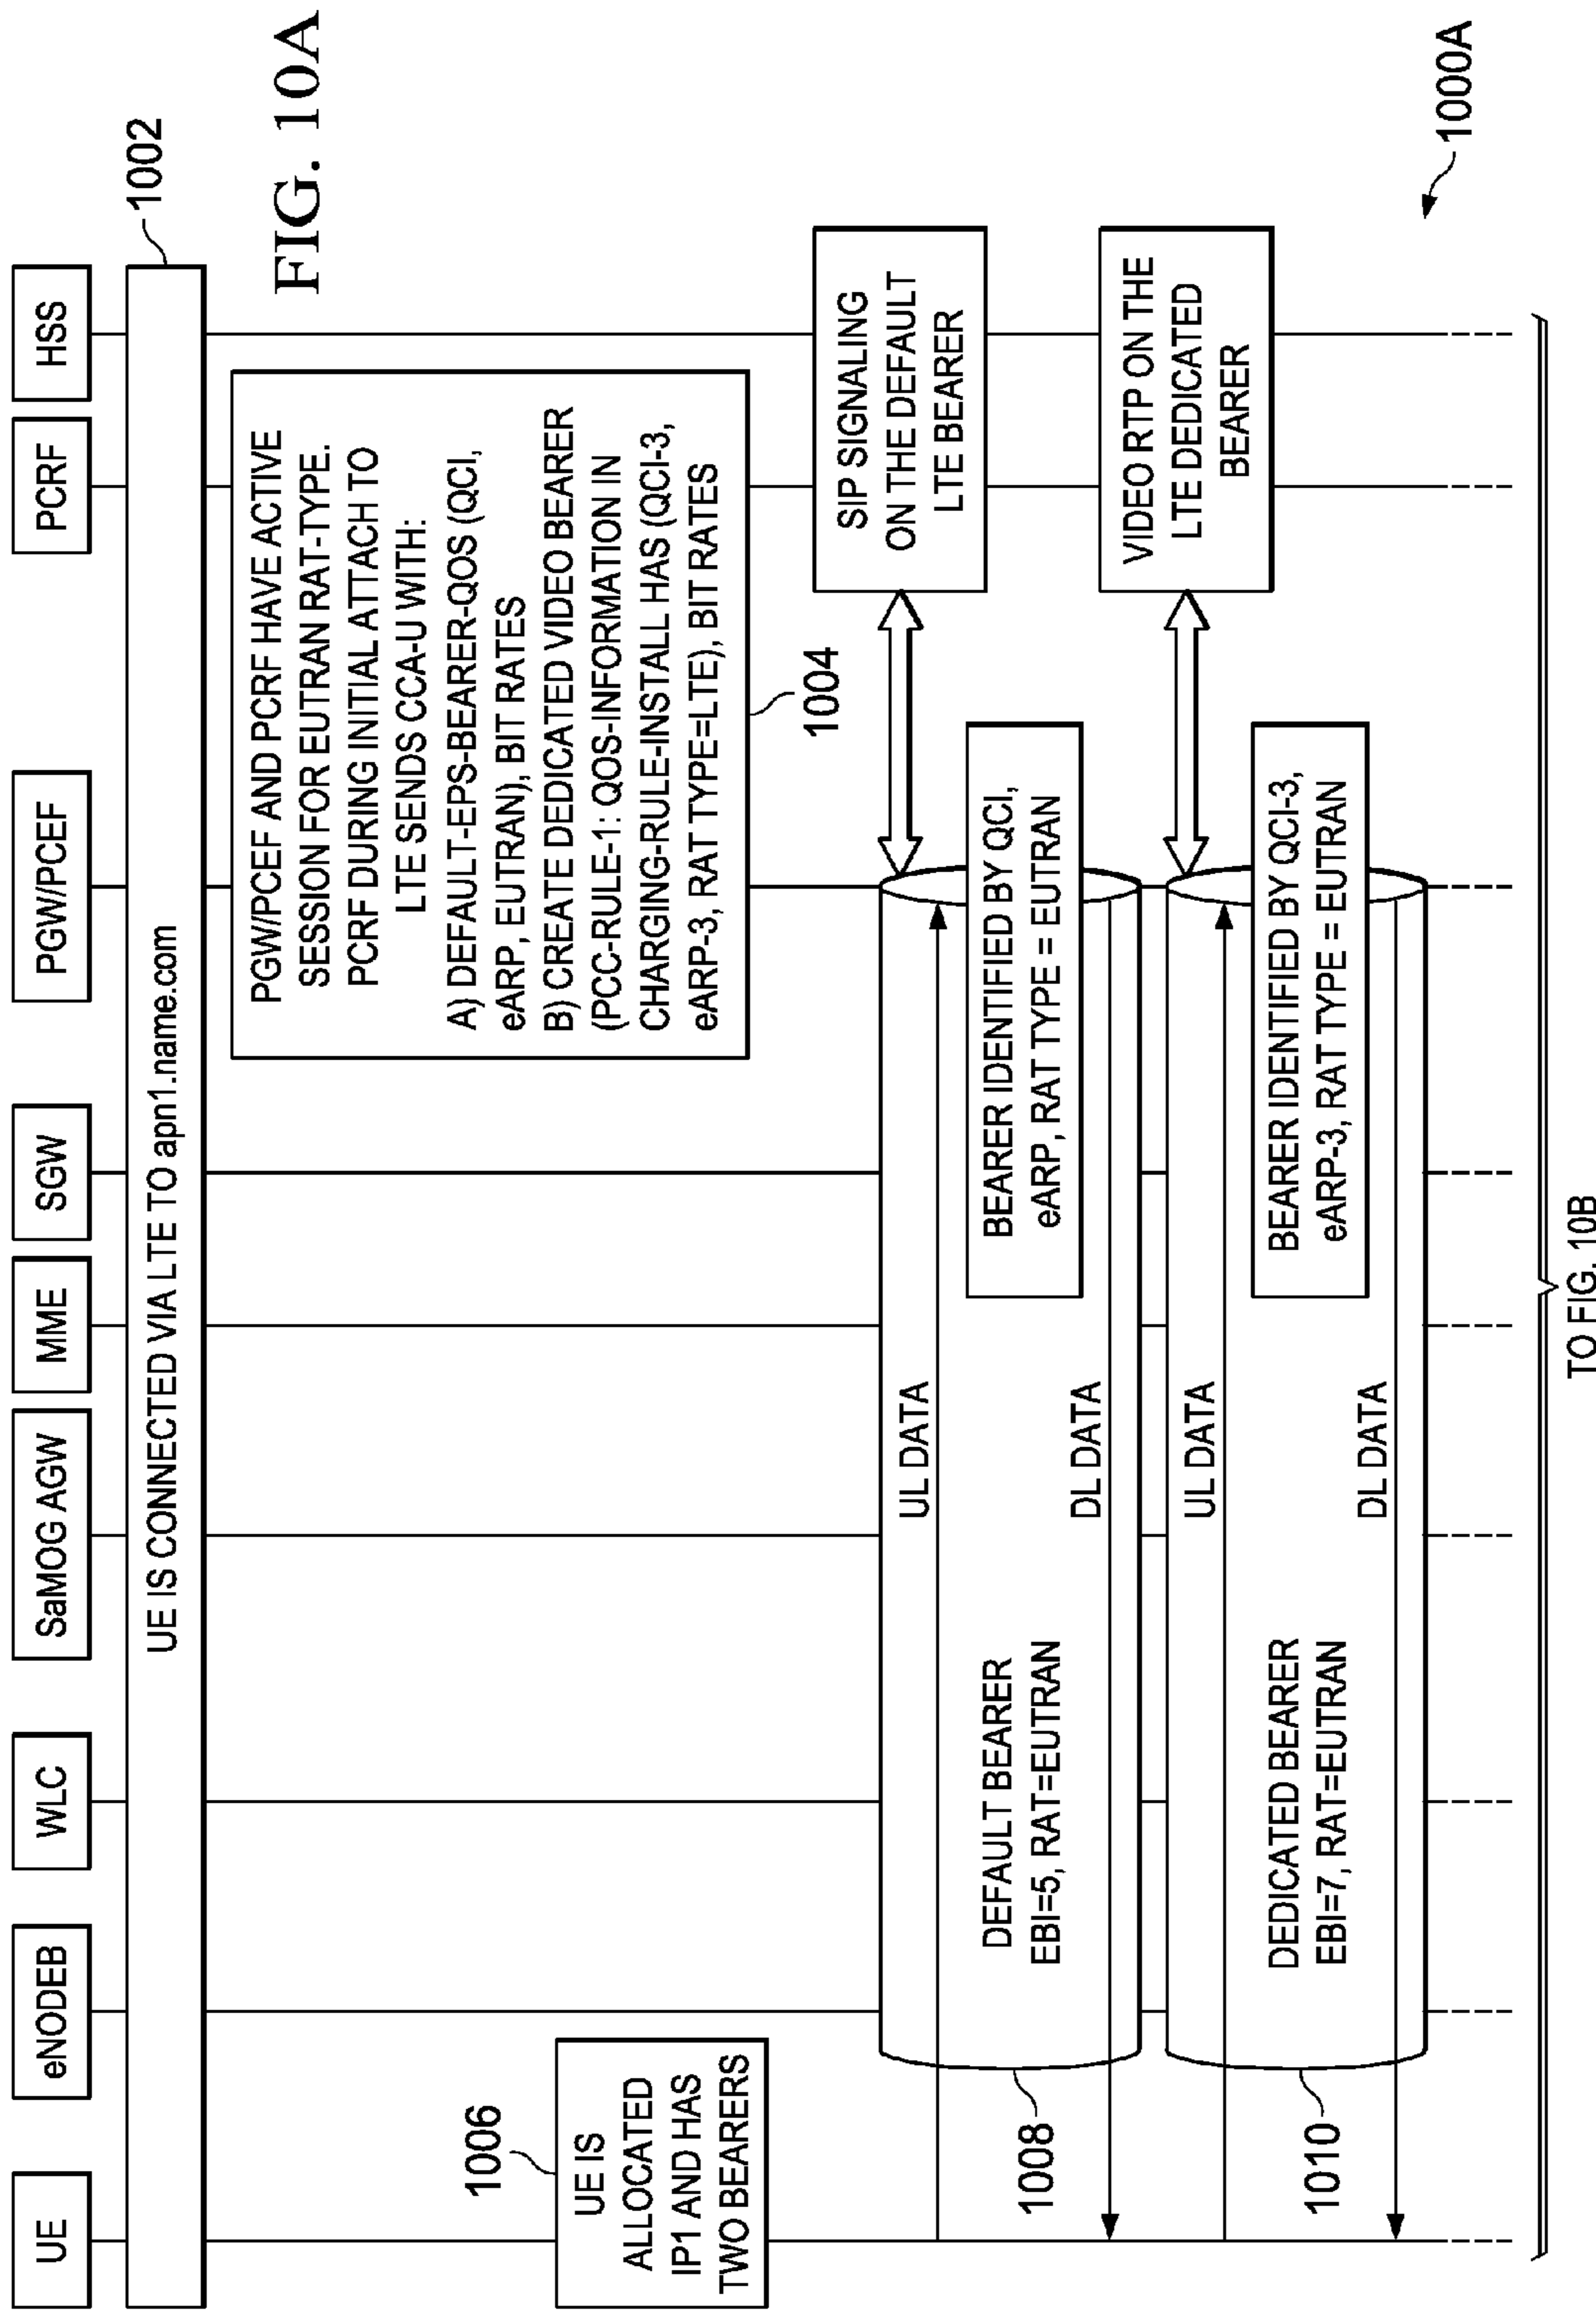 UE
eNODEB
WLC
SaMOG AGW
MME
SGW
PGW/PCEF
PCRF
HSS
UE IS CONNECTED VIA LTE TO apn1.name.com
1002
FIG. 10A
PGW/PCEF AND PCRF HAVE ACTIVE
SESSION FOR EUTRAN RAT-TYPE.
PCRF DURING INITIAL ATTACH TO
LTE SENDS CCA-U WITH:
A) DEFAULT-EPS-BEARER-QOS (QCI,
eARP, EUTRAN), BIT RATES
B) CREATE DEDICATED VIDEO BEARER
(PCC-RULE-1: QOS-INFORMATION IN
CHARGING-RULE-INSTALL HAS (QCI-3,
eARP-3, RAT TYPE=LTE), BIT RATES
1004
1006
UE IS
ALLOCATED
IP1 AND HAS
TWO BEARERS
SIP SIGNALING
ON THE DEFAULT
LTE BEARER
UL DATA
DEFAULT BEARER
EBI=5, RAT=EUTRAN
BEARER IDENTIFIED BY QCI,
eARP, RAT TYPE = EUTRAN
1008
DL DATA
VIDEO RTP ON THE
LTE DEDICATED
BEARER
UL DATA
DEDICATED BEARER
EBI=7, RAT=EUTRAN
BEARER IDENTIFIED BY QCI-3,
eARP-3, RAT TYPE = EUTRAN
1010
DL DATA
1000A
TO FIG. 10B